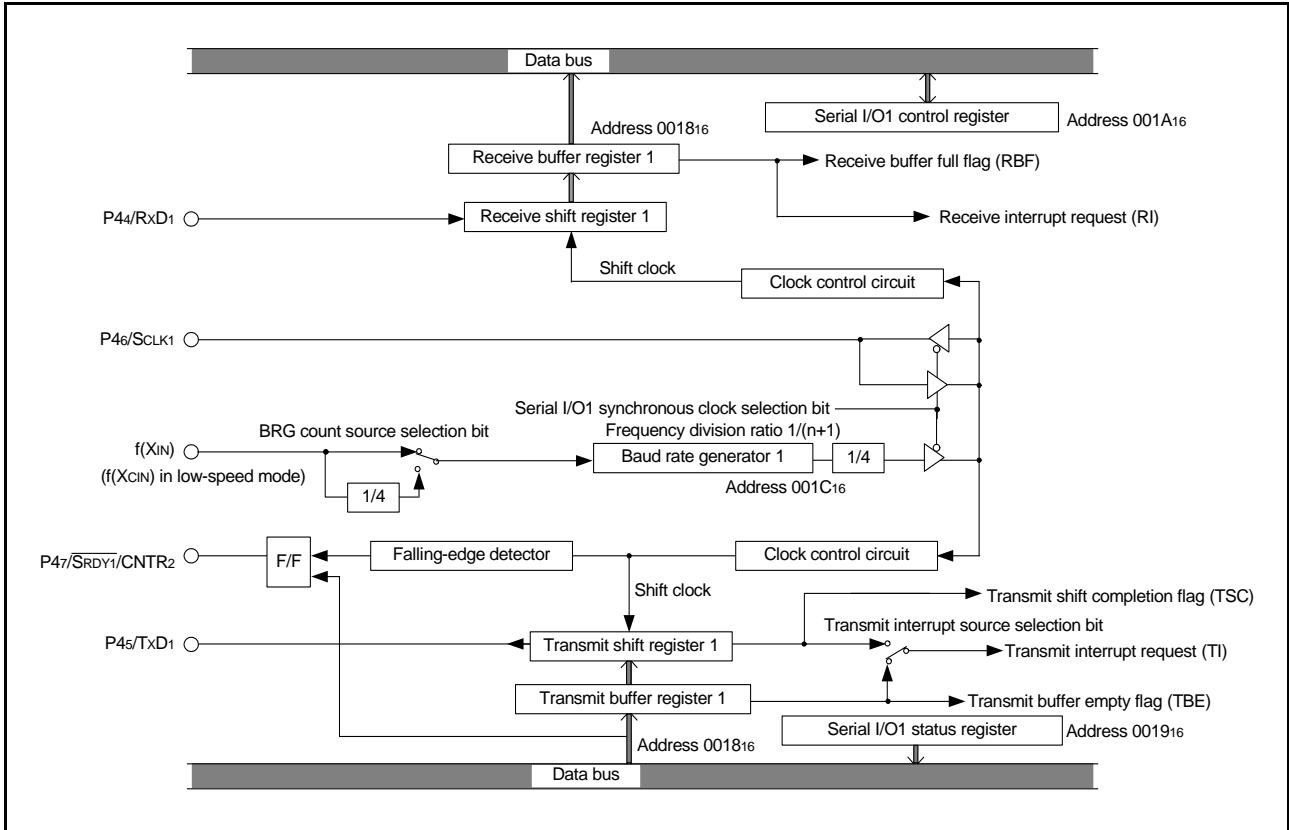 Data bus
Serial I/O1 control register
Address 001A16
Address 001816
Receive buffer register 1
Receive buffer full flag (RBF)
P44/RXD1
Receive shift register 1
Receive interrupt request (RI)
Shift clock
Clock control circuit
P46/SCLK1
Serial I/O1 synchronous clock selection bit
BRG count source selection bit
Frequency division ratio 1/(n+1)
f(XIN)
Baud rate generator 1
1/4
(f(XCIN) in low-speed mode)
1/4
Address 001C16
P47/SRDY1/CNTR2
F/F
Falling-edge detector
Clock control circuit
Shift clock
Transmit shift completion flag (TSC)
Transmit interrupt source selection bit
P45/TXD1
Transmit shift register 1
Transmit interrupt request (TI)
Transmit buffer register 1
Transmit buffer empty flag (TBE)
Serial I/O1 status register
Address 001916
Address 001816
Data bus